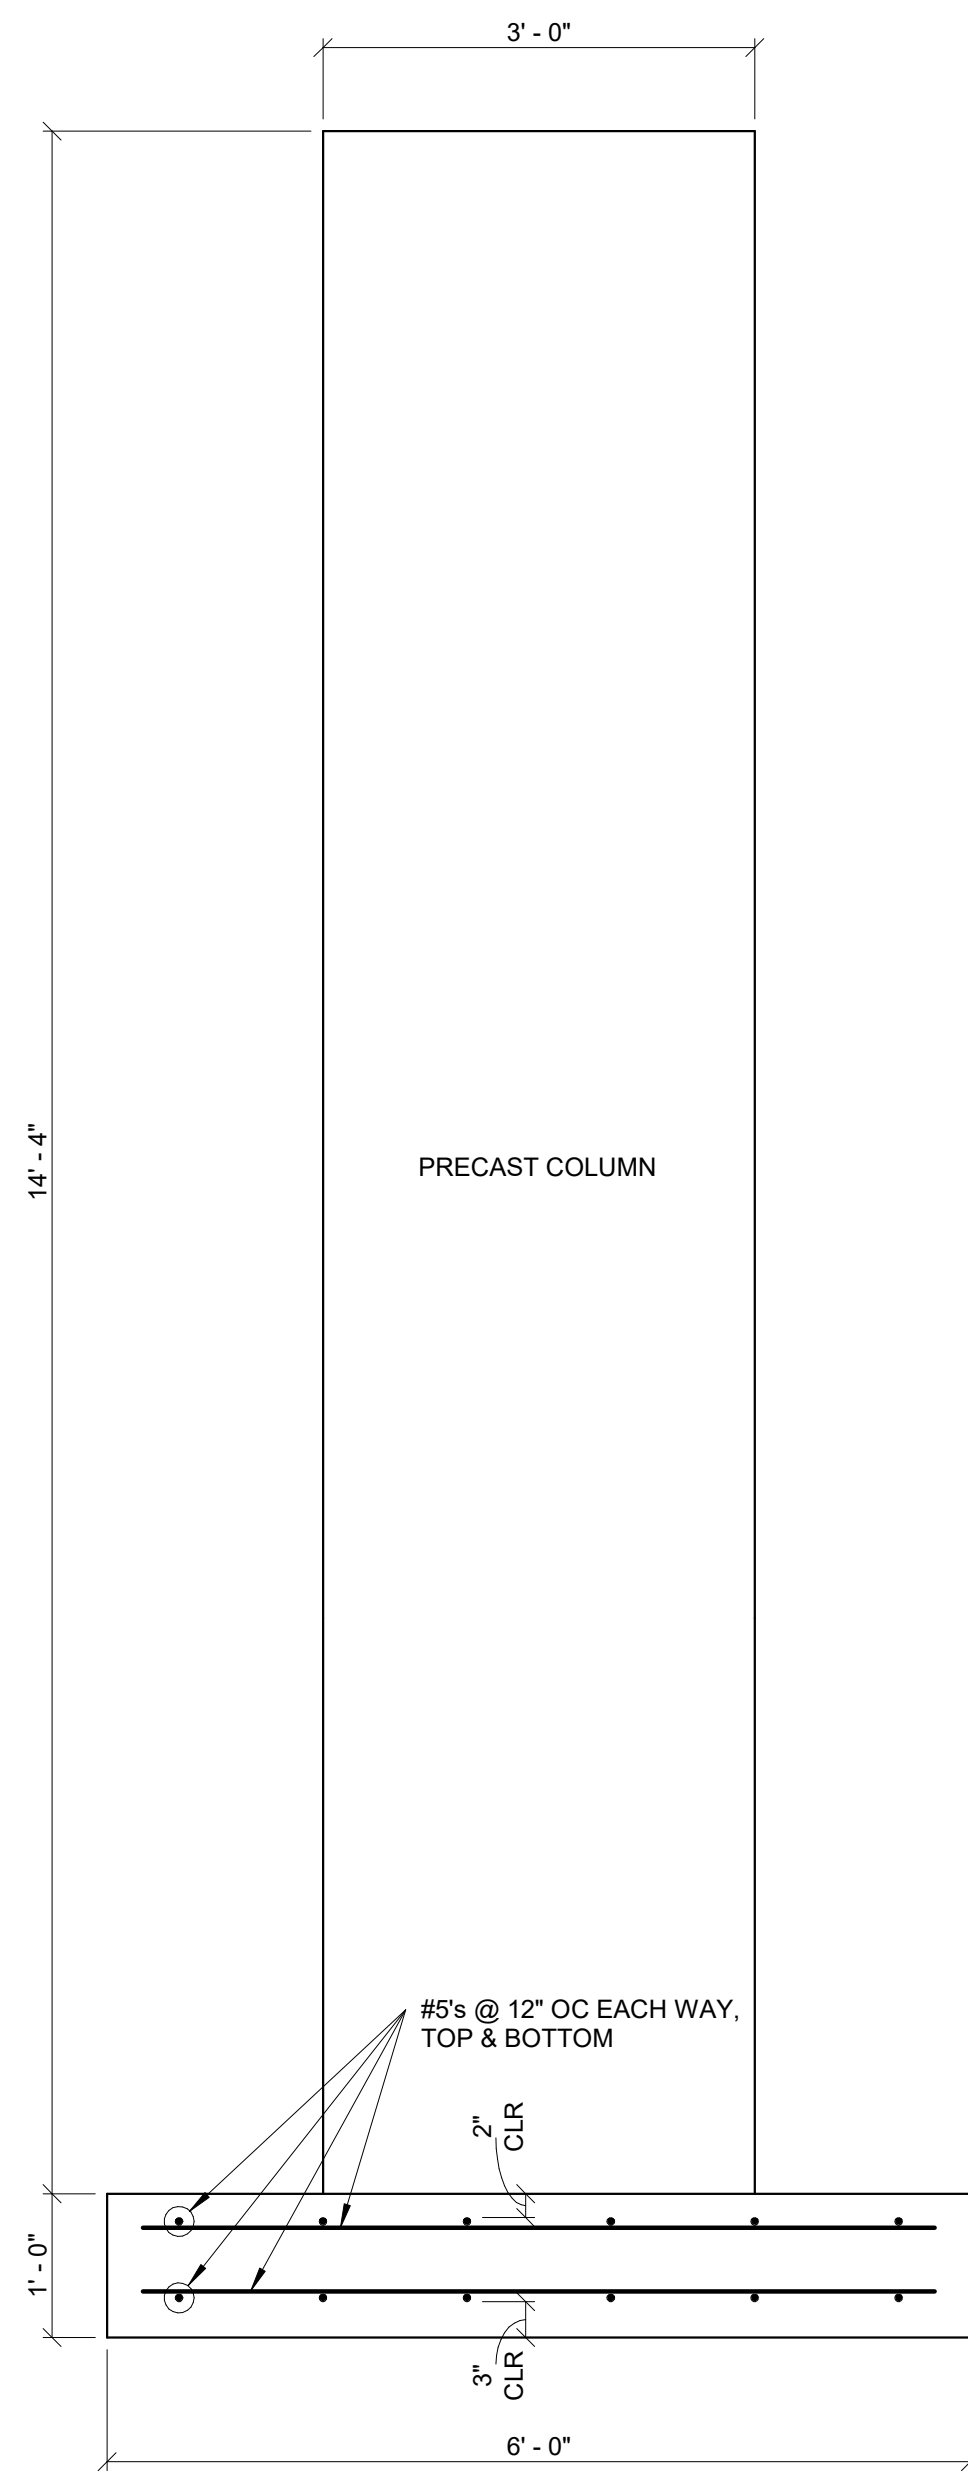 3' - 0"
14' - 4"
PRECAST COLUMN
#5's @ 12" OC EACH WAY,
TOP & BOTTOM
2"
CLR
1' - 0"
3"
CLR
6' - 0"